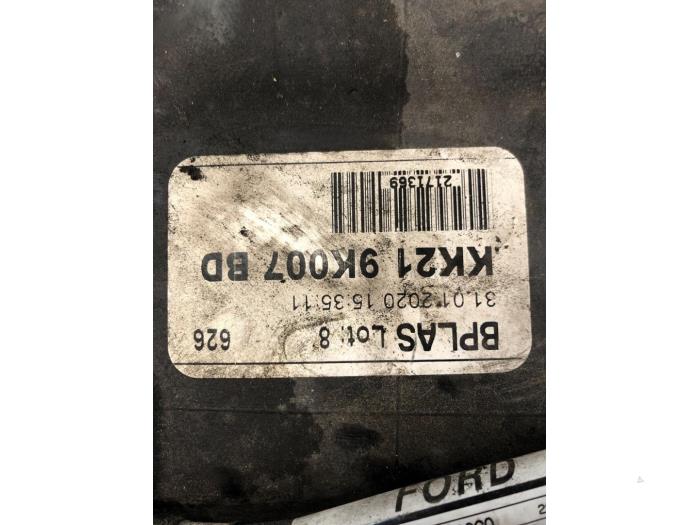 BPLAS Lot: 8 626
31.01.2020 15:35:11
KK21 9K007 BD
2171369
FORD